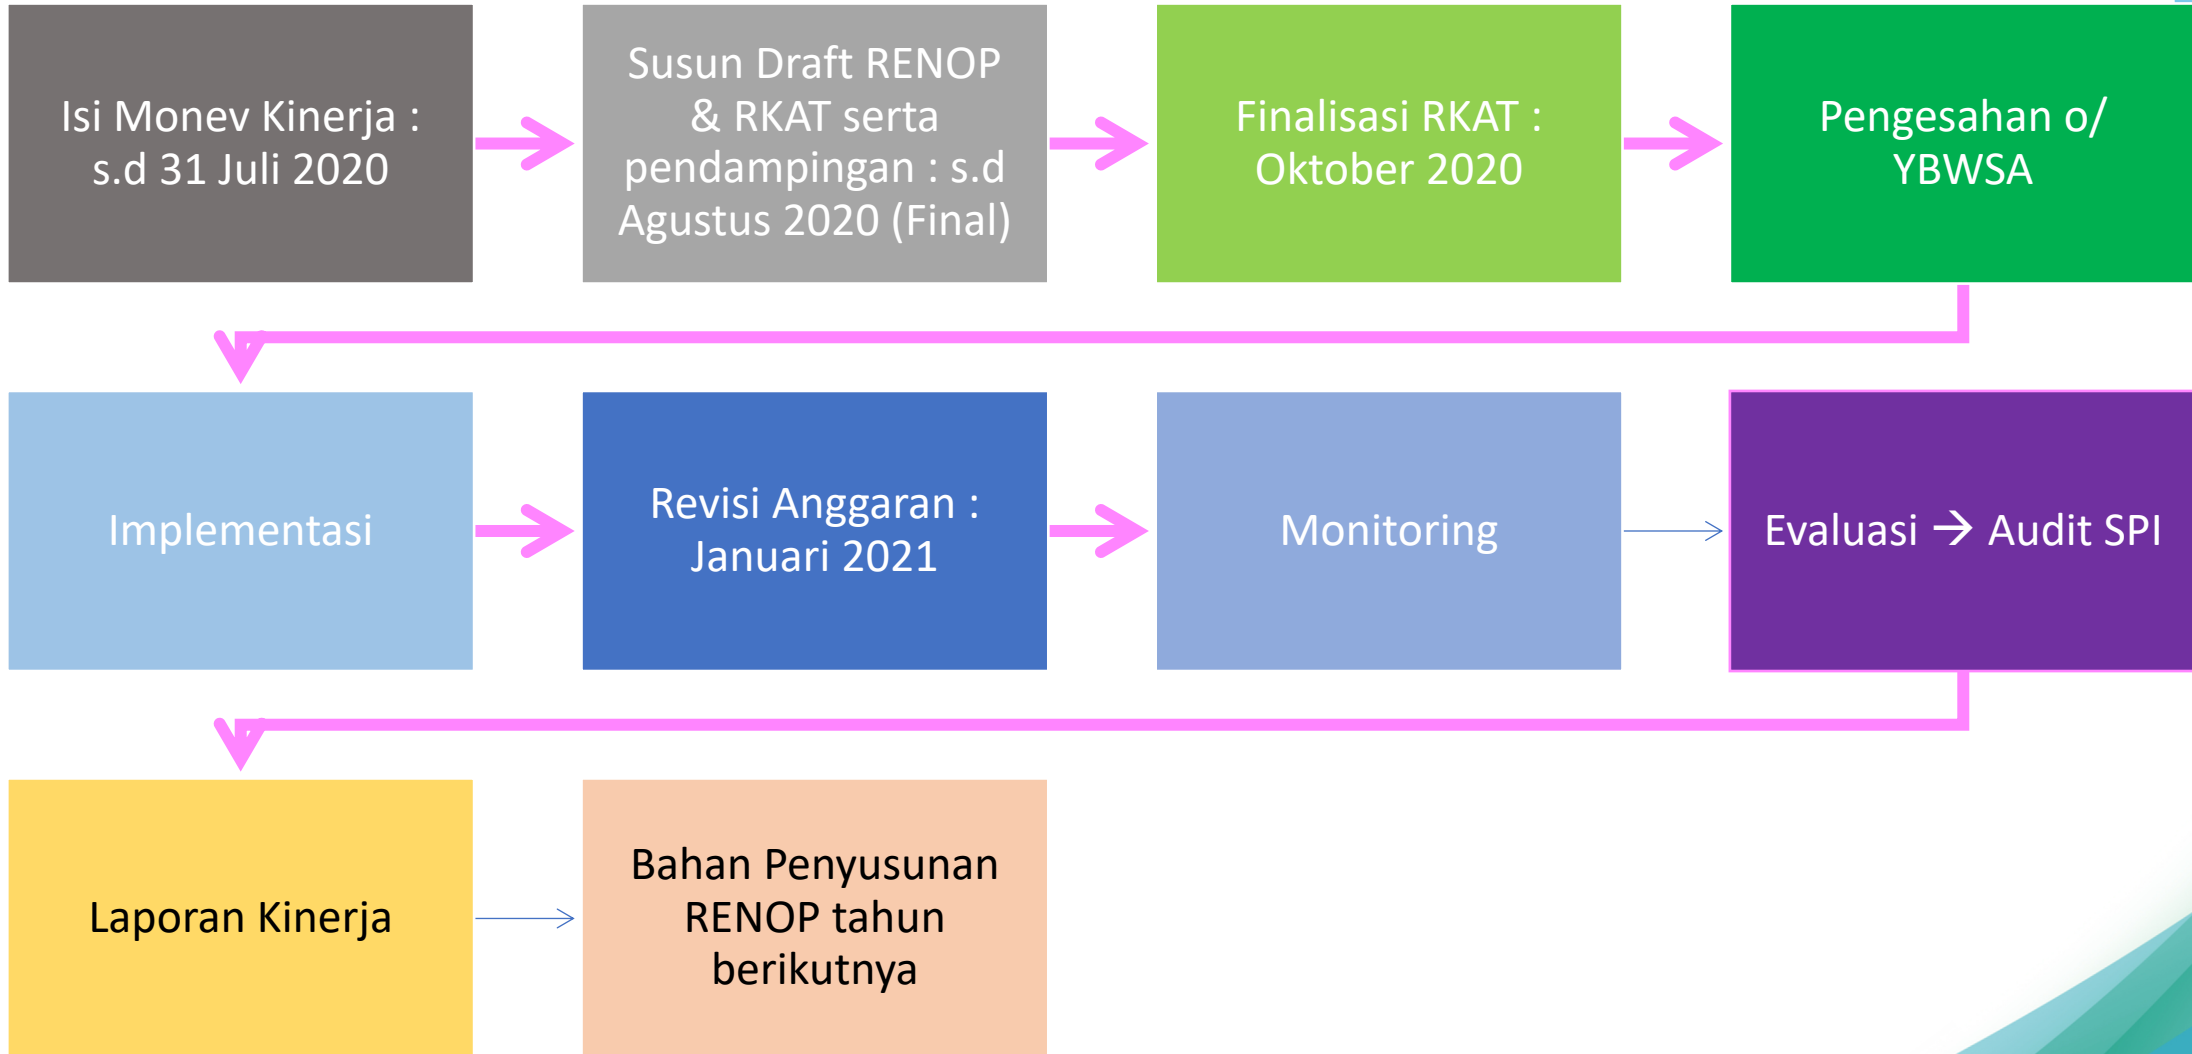 Isi Monev Kinerja :
s.d 31 Juli 2020
Susun Draft RENOP
& RKAT serta
pendampingan : s.d
Agustus 2020 (Final)
Finalisasi RKAT :
Oktober 2020
Pengesahan o/
YBWSA
Implementasi
Revisi Anggaran :
Januari 2021
Monitoring
Evaluasi → Audit SPI
Laporan Kinerja
Bahan Penyusunan
RENOP tahun
berikutnya